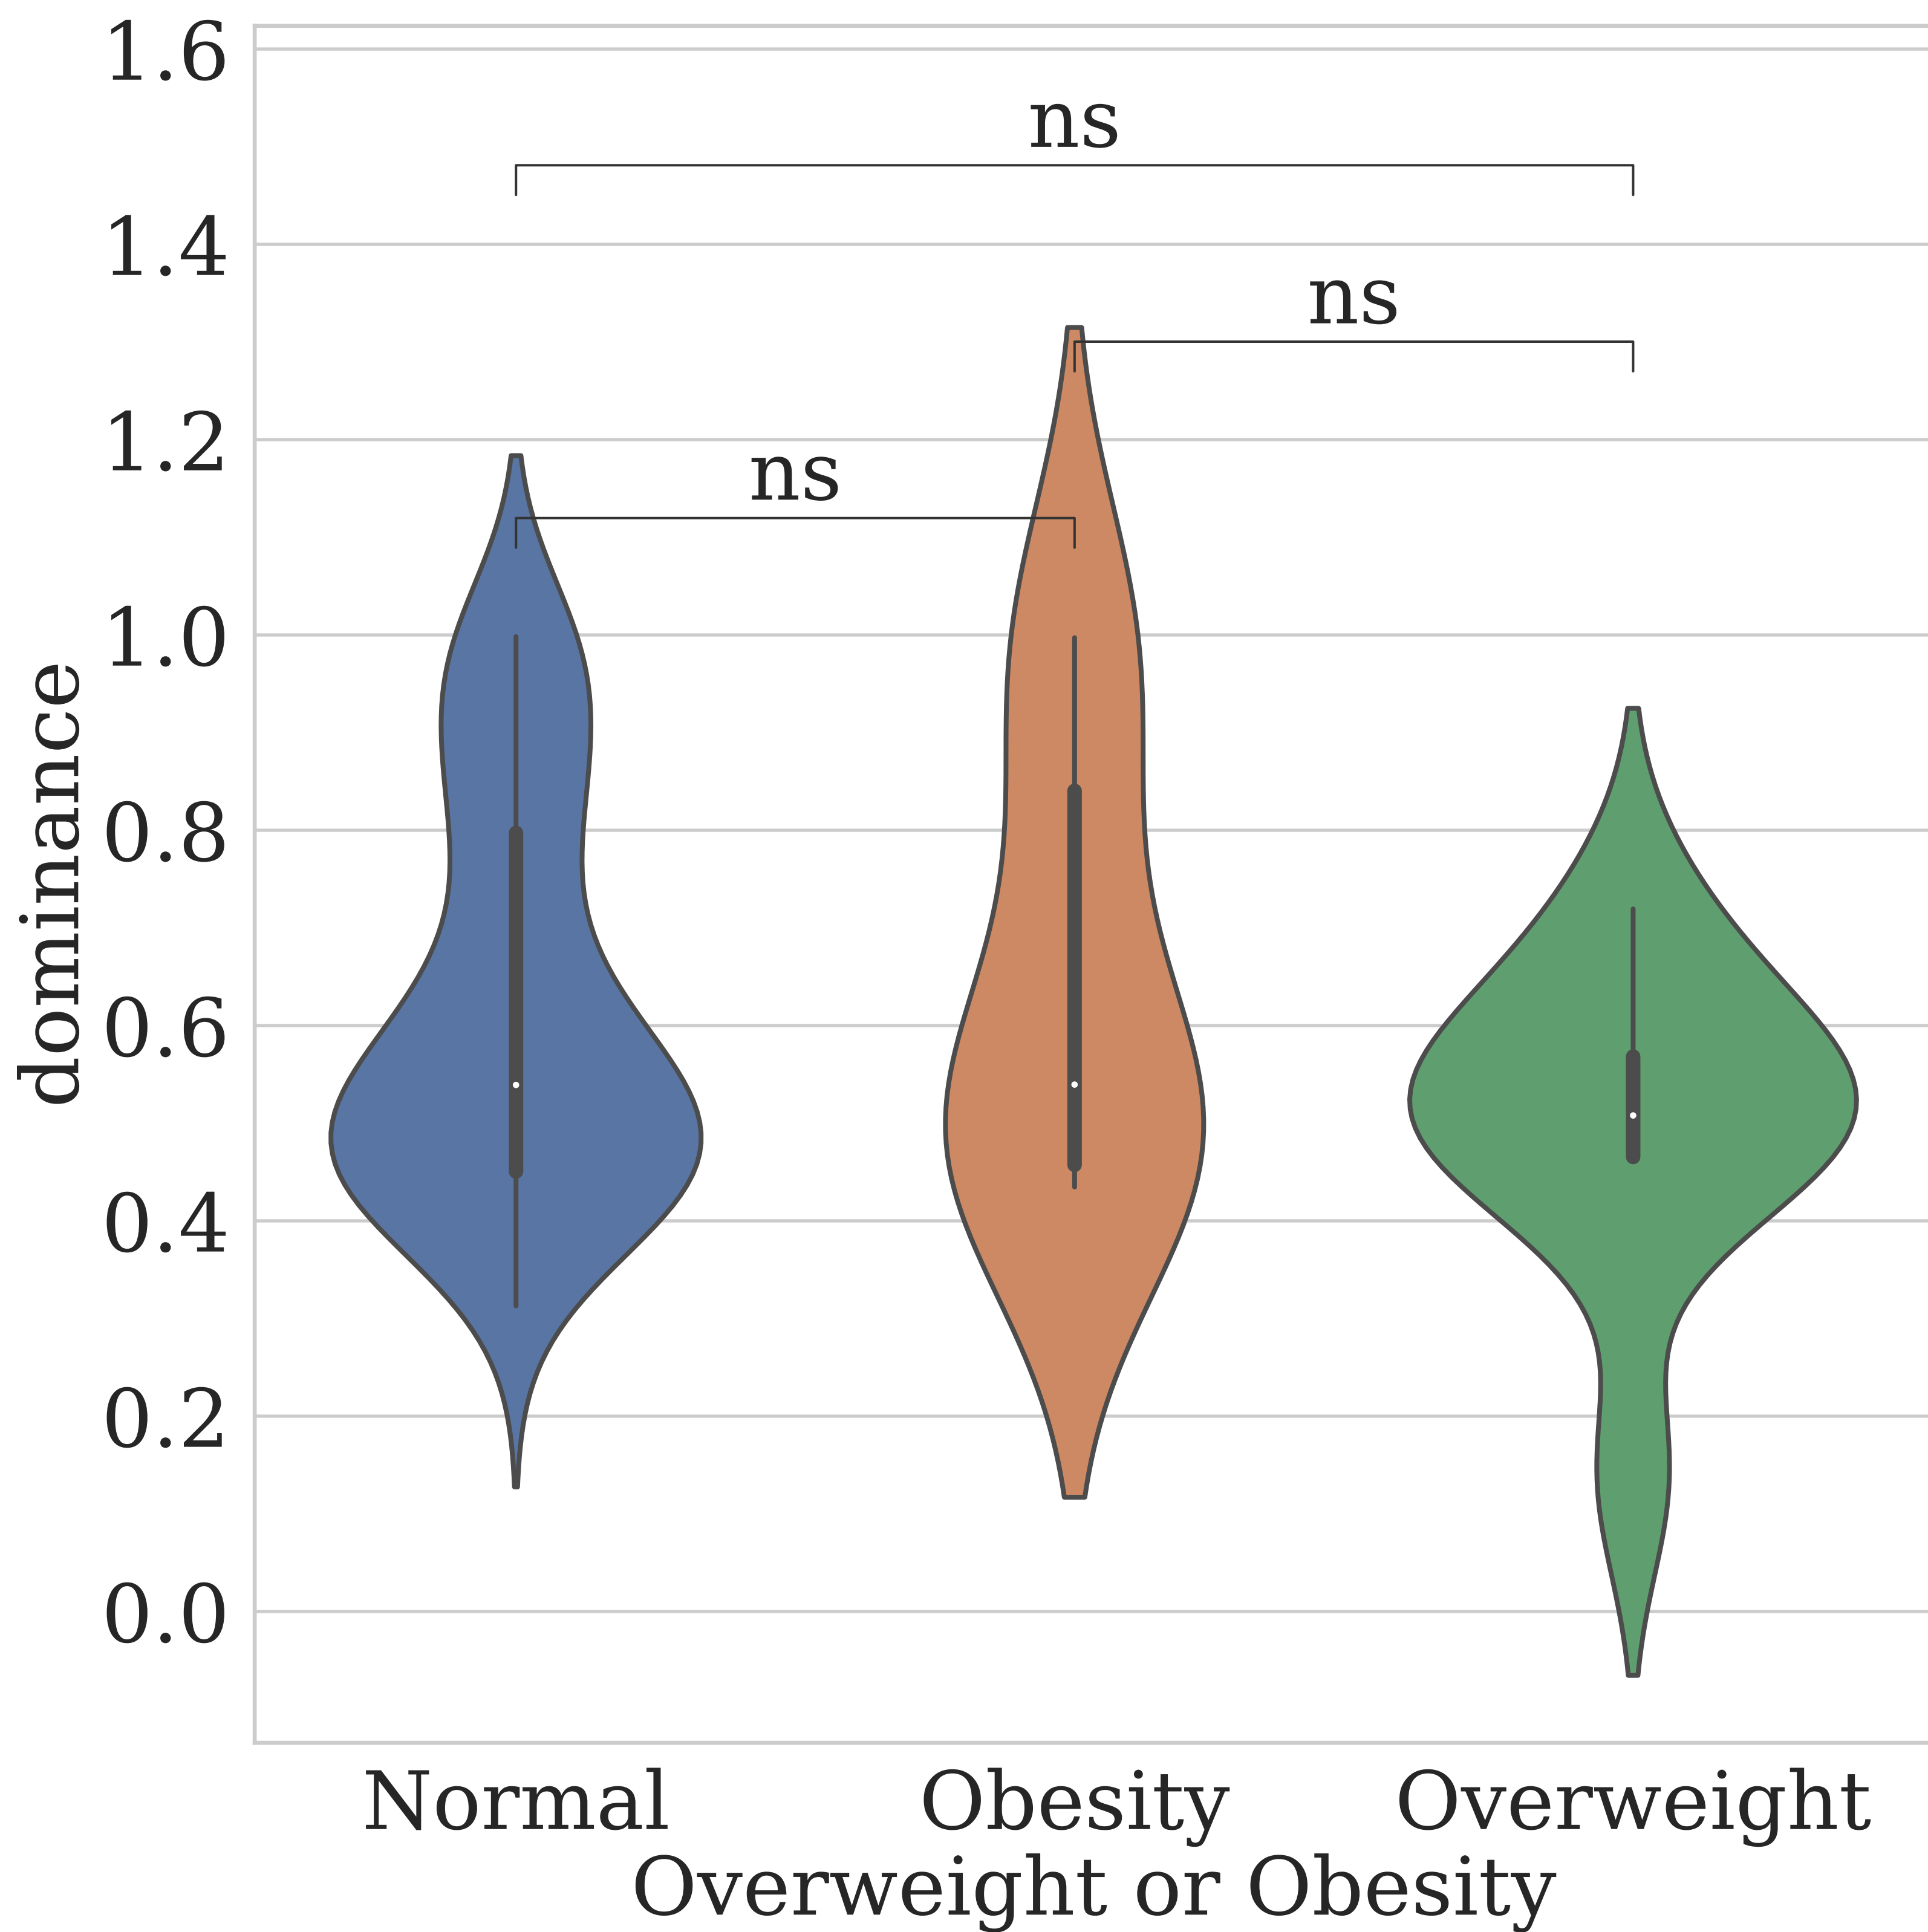 1.6
ns
1.4
ns
1.2
ns
1.0
0.8
0.6
0.4
0.2
0.0
dominance
Normal
Obesity
Overweight
Overweight or Obesity